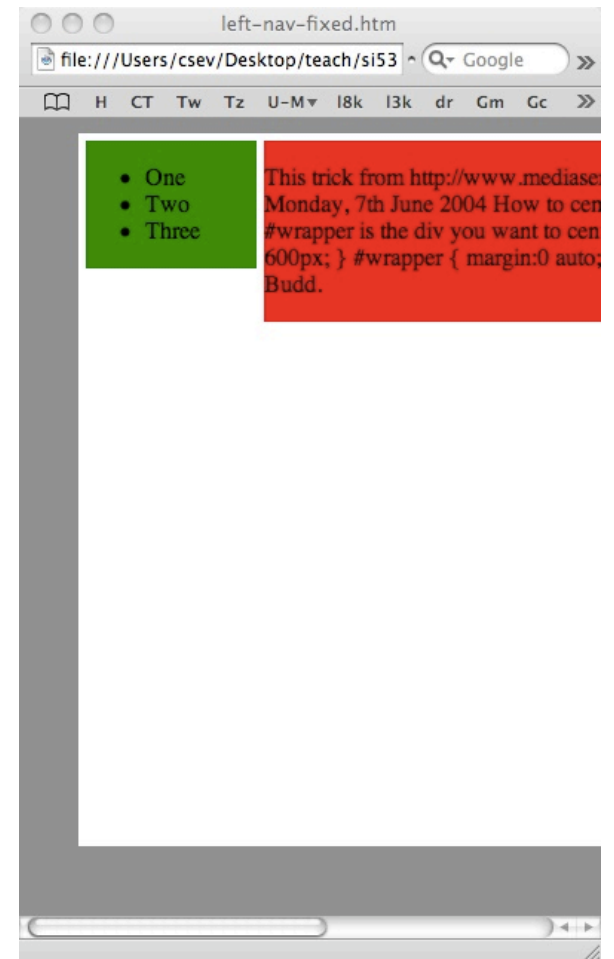 left-nav-fixed.htm
file:///Users/csev/Desktop/teach/si53 Google
H CT Tw Tz U-M▾ I8k I3k dr Gm Gc »
• One
• Two
• Three
This trick from http://www.mediase
Monday, 7th June 2004 How to cen
#wrapper is the div you want to cen
600px; } #wrapper { margin:0 auto;
Budd.